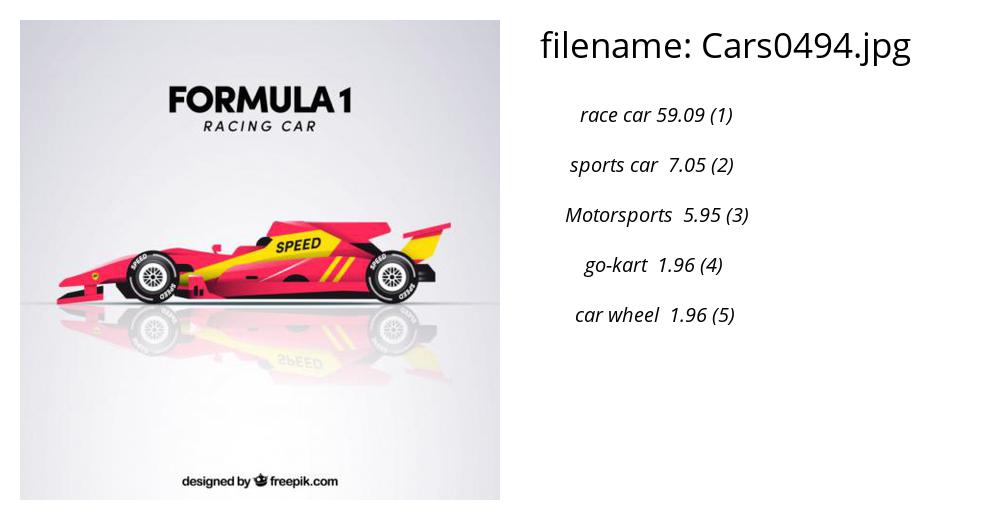 FORMULA 1
RACING CAR
SPEED
SPEED
SPEED
SPEED
SPEED
designed by freepik.com
filename: Cars0494.jpg
race car 59.09 (1)
sports car 7.05 (2)
Motorsports 5.95 (3)
go-kart 1.96 (4)
car wheel 1.96 (5)